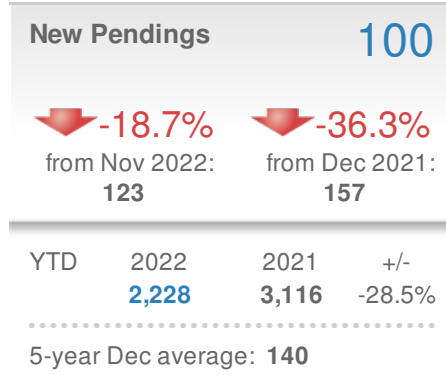 New Pendings 100
-18.7% -36.3%
from Nov 2022: from Dec 2021:
123 157
YTD 2022 2021 +/-
2,228 3,116 -28.5%
5-year Dec average: 140